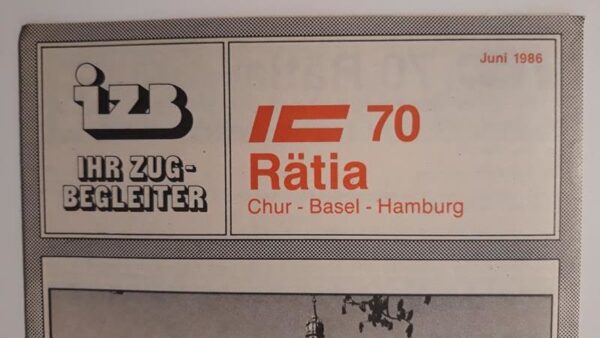 izb
IHR ZUG-
BEGLEITER
Juni 1986
IC 70
Rätia
Chur - Basel - Hamburg